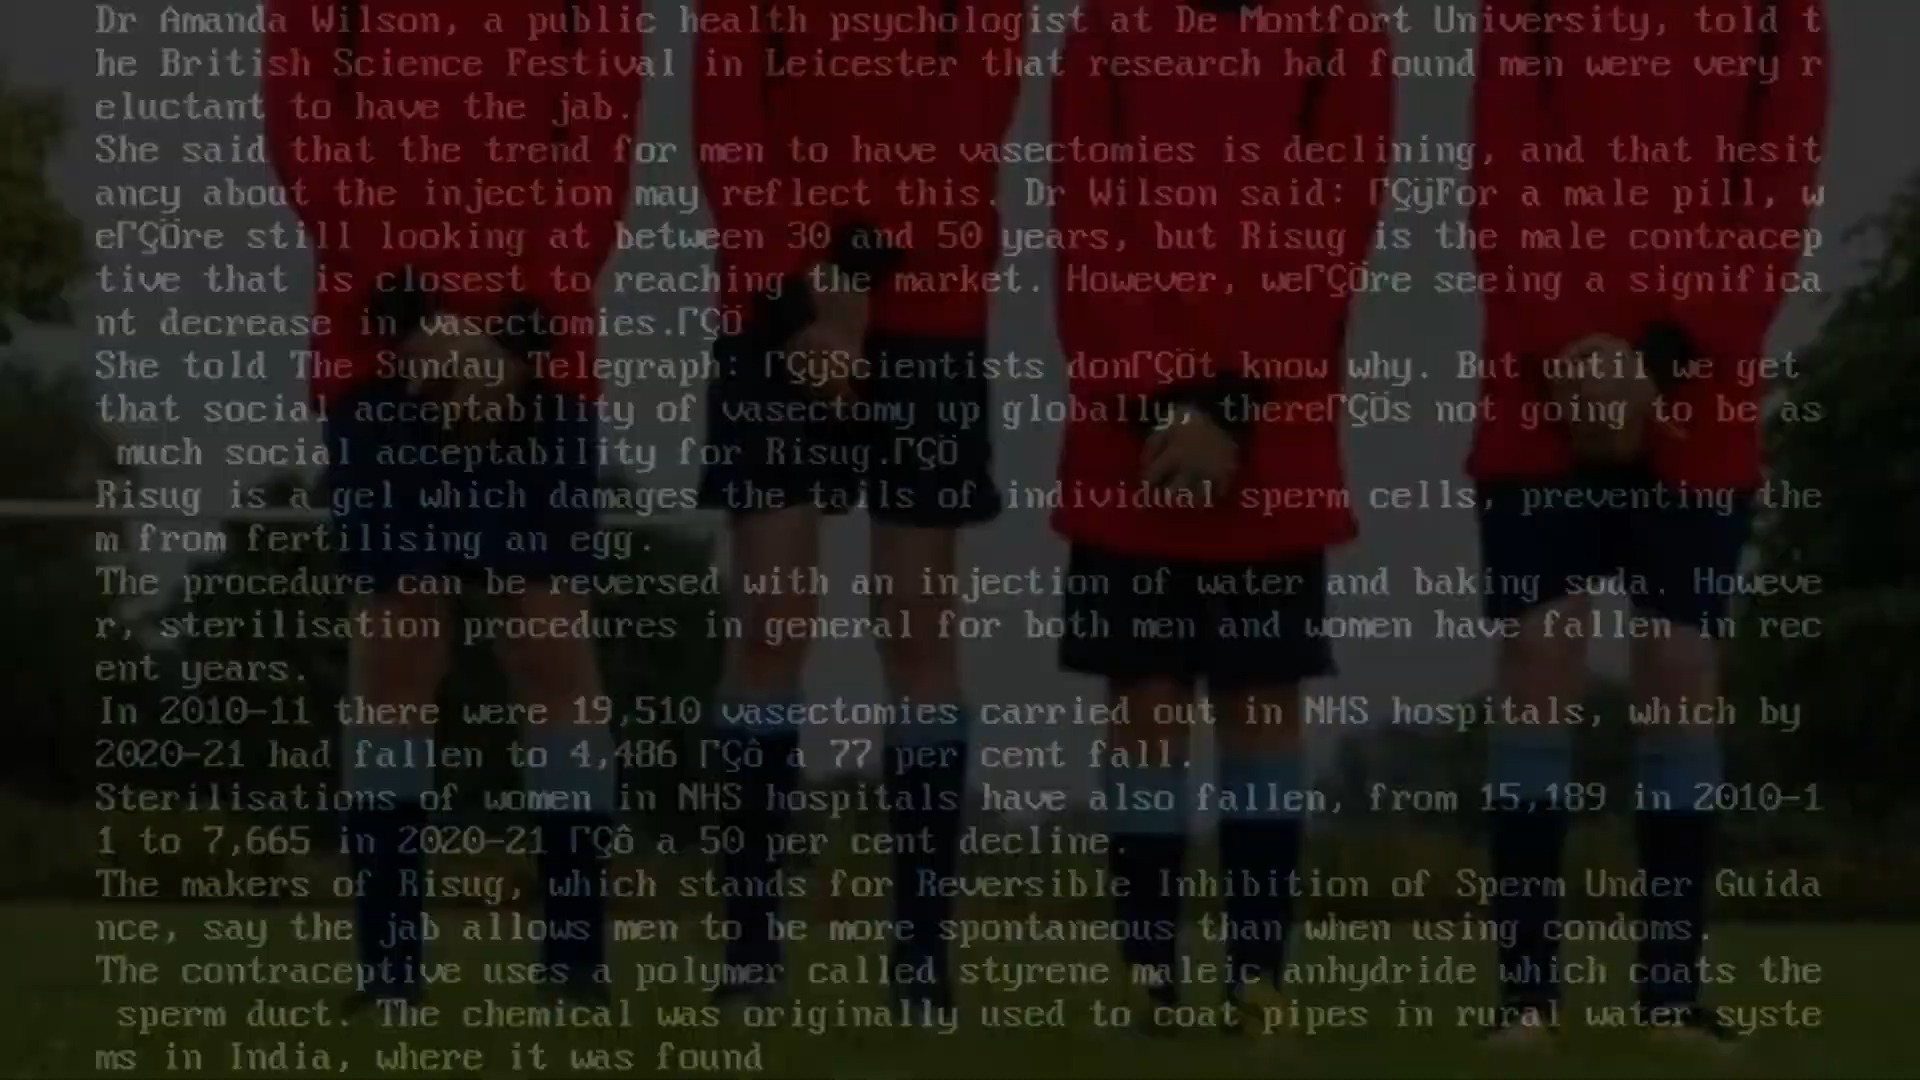 Dr Amanda Wilson, a public health psychologist at De Montfort University, told t
he British Science Festival in Leicester that research had found men were very r
eluctant to have the jab.
She said that the trend for men to have vasectomies is declining, and that hesit
ancy about the injection may reflect this. Dr Wilson said: ΓÇÿFor a male pill, w
eΓÇÖre still looking at between 30 and 50 years, but Risug is the male contracep
tive that is closest to reaching the market. However, weΓÇÖre seeing a significa
nt decrease in vasectomies.ΓÇÖ
She told The Sunday Telegraph: ΓÇÿScientists donΓÇÖt know why. But until we get
that social acceptability of vasectomy up globally, thereΓÇÖs not going to be as
 much social acceptability for Risug.ΓÇÖ
Risug is a gel which damages the tails of individual sperm cells, preventing the
m from fertilising an egg.
The procedure can be reversed with an injection of water and baking soda. Howeve
r, sterilisation procedures in general for both men and women have fallen in rec
ent years.
In 2010-11 there were 19,510 vasectomies carried out in NHS hospitals, which by
2020-21 had fallen to 4,486 ΓÇô a 77 per cent fall.
Sterilisations of women in NHS hospitals have also fallen, from 15,189 in 2010-1
1 to 7,665 in 2020-21 ΓÇô a 50 per cent decline.
The makers of Risug, which stands for Reversible Inhibition of Sperm Under Guida
nce, say the jab allows men to be more spontaneous than when using condoms.
The contraceptive uses a polymer called styrene maleic anhydride which coats the
 sperm duct. The chemical was originally used to coat pipes in rural water syste
ms in India, where it was found